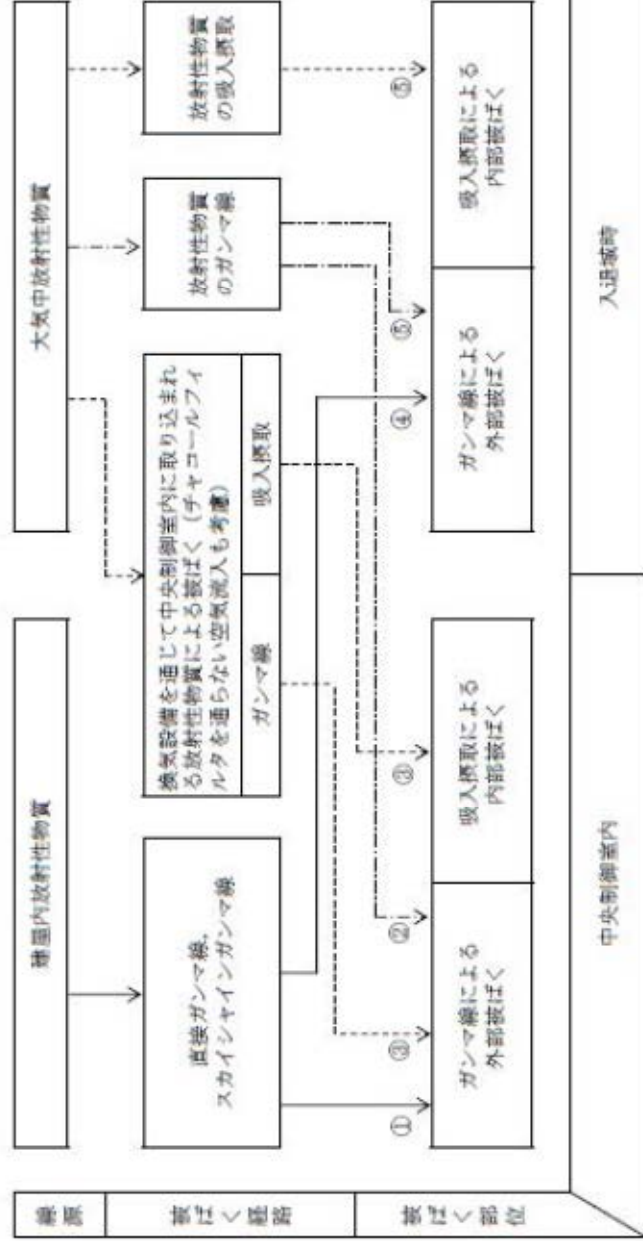 線源
被ばく経路
被ばく部位
建屋内放射性物質
大気中放射性物質
直接ガンマ線,
スカイシャインガンマ線
換気設備を通じて中央制御室内に取り込まれ
る放射性物質による被ばく（チャコールフィ
ルタを通らない空気流入も考慮）
ガンマ線
吸入摂取
放射性物質
のガンマ線
放射性物質
の吸入摂取
①
③
②
③
④
⑤
⑤
ガンマ線による
外部被ばく
吸入摂取による
内部被ばく
ガンマ線による
外部被ばく
吸入摂取による
内部被ばく
中央制御室内
入退域時